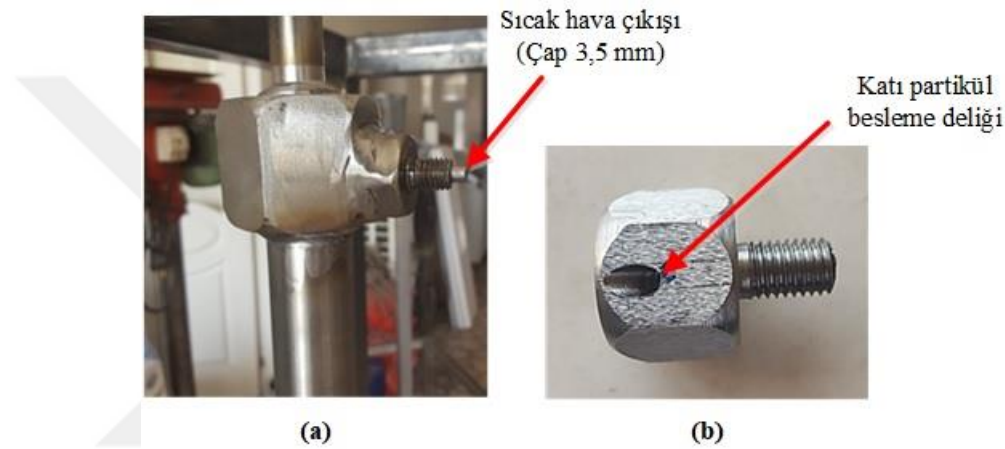 Sıcak hava çıkışı
(Çap 3,5 mm)
Katı partikül
besleme deliği
(a)
(b)